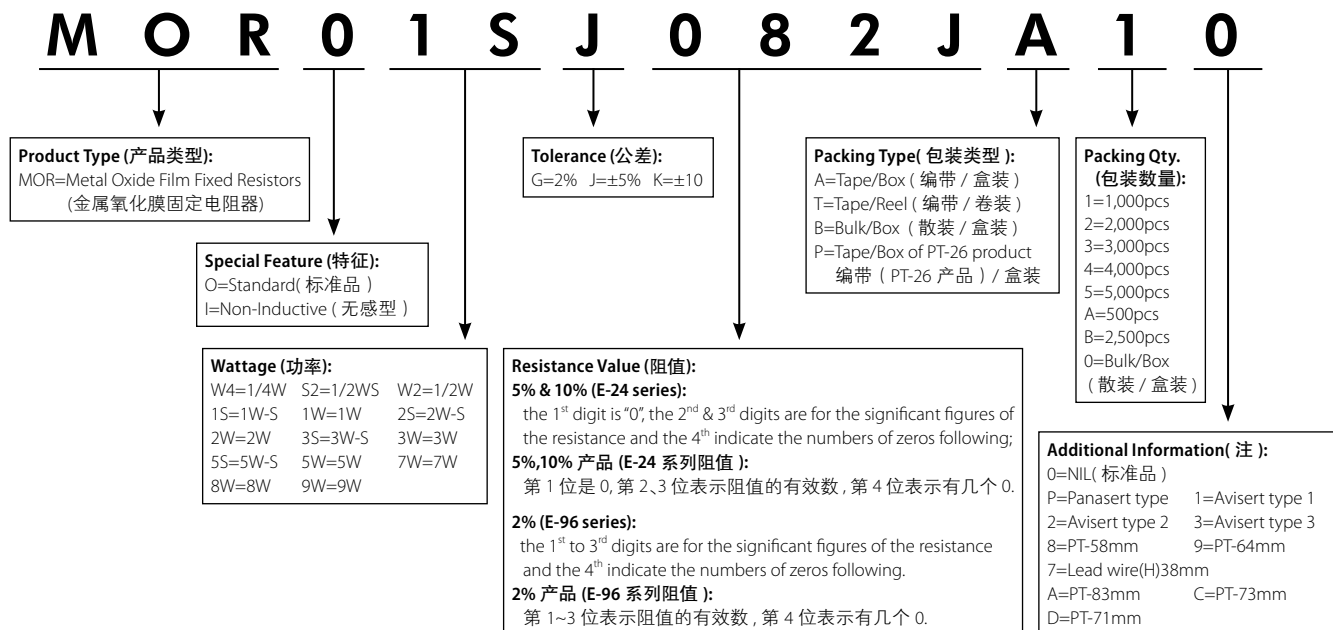 MOR01SJ082JA10
Product Type (产品类型):
MOR=Metal Oxide Film Fixed Resistors
(金属氧化膜固定电阻器)
Special Feature (特征):
O=Standard( 标准品 )
I=Non-Inductive ( 无感型 )
Wattage (功率):
W4=1/4W S2=1/2WS W2=1/2W
1S=1W-S 1W=1W 2S=2W-S
2W=2W 3S=3W-S 3W=3W
5S=5W-S 5W=5W 7W=7W
8W=8W 9W=9W
Tolerance (公差):
G=2% J=±5% K=±10
Resistance Value (阻值):
5% & 10% (E-24 series):
the 1st digit is “0”, the 2nd & 3rd digits are for the significant figures of
the resistance and the 4th indicate the numbers of zeros following;
5%,10% 产品 (E-24 系列阻值 ):
第 1 位是 0, 第 2、3 位表示阻值的有效数 , 第 4 位表示有几个 0.
2% (E-96 series):
the 1st to 3rd digits are for the significant figures of the resistance
and the 4th indicate the numbers of zeros following.
2% 产品 (E-96 系列阻值 ):
第 1~3 位表示阻值的有效数 , 第 4 位表示有几个 0.
Packing Type( 包装类型 ):
A=Tape/Box ( 编带 / 盒装 )
T=Tape/Reel ( 编带 / 卷装 )
B=Bulk/Box ( 散装 / 盒装 )
P=Tape/Box of PT-26 product
编带 ( PT-26 产品 ) / 盒装
Packing Qty.
(包装数量):
1=1,000pcs
2=2,000pcs
3=3,000pcs
4=4,000pcs
5=5,000pcs
A=500pcs
B=2,500pcs
0=Bulk/Box
( 散装 / 盒装 )
Additional Information( 注 ):
0=NIL( 标准品 )
P=Panasert type 1=Avisert type 1
2=Avisert type 2 3=Avisert type 3
8=PT-58mm 9=PT-64mm
7=Lead wire(H)38mm
A=PT-83mm C=PT-73mm
D=PT-71mm